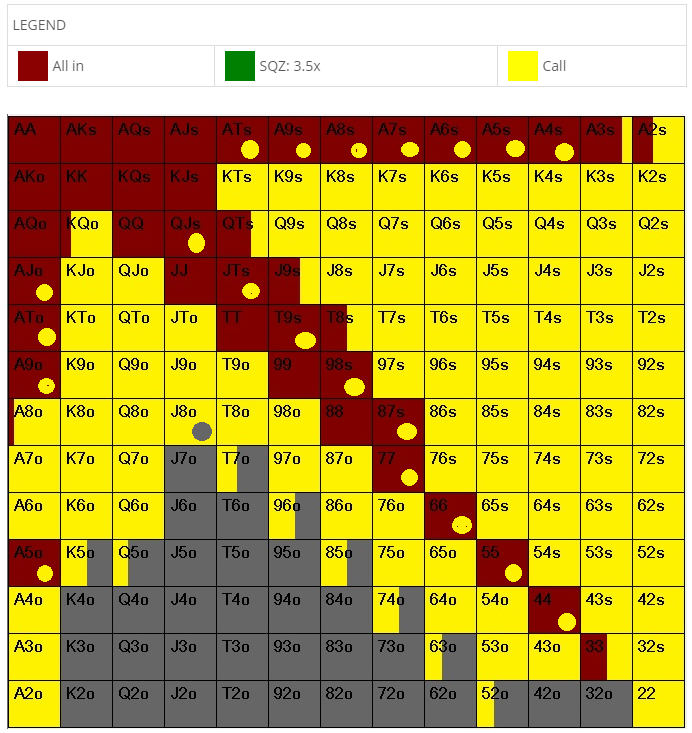 LEGEND
All in SQZ: 3.5x Call
AA AKs AQs AJs ATs A9s A8s A7s A6s A5s A4s A3s A2s
AKo KK KQs KJs KTs K9s K8s K7s K6s K5s K4s K3s K2s
AQo KQo QQ QJs QTs Q9s Q8s Q7s Q6s Q5s Q4s Q3s Q2s
AJo KJo QJo JJ JTs J9s J8s J7s J6s J5s J4s J3s J2s
ATo KTo QTo JTo TT T9s T8s T7s T6s T5s T4s T3s T2s
A9o K9o Q9o J9o T9o 99 98s 97s 96s 95s 94s 93s 92s
A8o K8o Q8o J8o T8o 98o 88 87s 86s 85s 84s 83s 82s
A7o K7o Q7o J7o T7o 97o 87o 77 76s 75s 74s 73s 72s
A6o K6o Q6o J6o T6o 96o 86o 76o 66 65s 64s 63s 62s
A5o K5o Q5o J5o T5o 95o 85o 75o 65o 55 54s 53s 52s
A4o K4o Q4o J4o T4o 94o 84o 74o 64o 54o 44 43s 42s
A3o K3o Q3o J3o T3o 93o 83o 73o 63o 53o 43o 33 32s
A2o K2o Q2o J2o T2o 92o 82o 72o 62o 52o 42o 32o 22